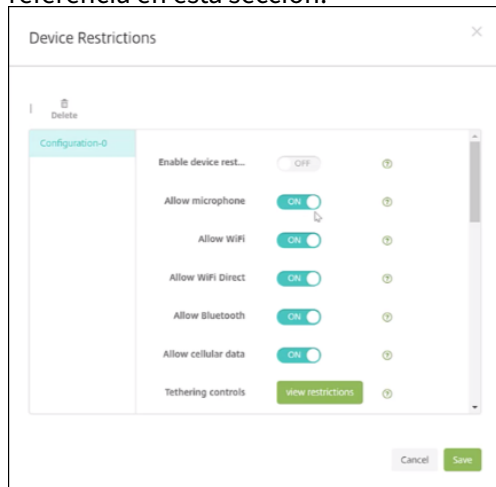 referencia en esta sección.
Device Restrictions
Delete
Configuration-0
Enable device rest... OFF
Allow microphone ON
Allow WiFi ON
Allow WiFi Direct ON
Allow Bluetooth ON
Allow cellular data ON
Tethering controls view restrictions
Cancel Save